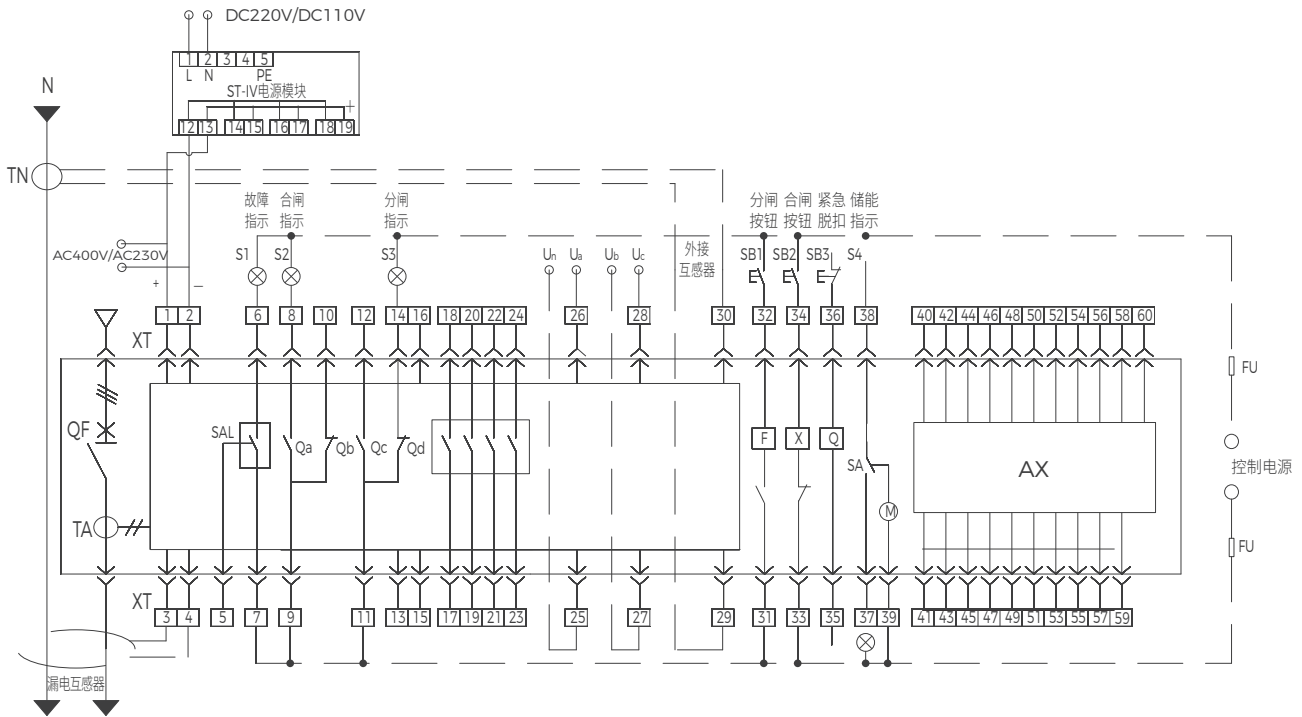 DC220V/DC110V
1 2 3 4 5
L N PE
ST-IV电源模块
+
12 13 14 15 16 17 18 19
N
TN
故障
指示
合闸
指示
分闸
指示
分闸
按钮
合闸
按钮
紧急
脱扣
储能
指示
外接
互感器
AC400V/AC230V
+ −
S1 S2 S3 Un Ua Ub Uc SB1 SB2 SB3 S4
XT
1 2 6 8 10 12 14 16 18 20 22 24 26 28 30 32 34 36 38 40 42 44 46 48 50 52 54 56 58 60
FU
QF
SAL Qa Qb Qc Qd F X Q SA M AX
控制电源
TA
FU
XT
3 4 5 7 9 11 13 15 17 19 21 23 25 27 29 31 33 35 37 39 41 43 45 47 49 51 53 55 57 59
漏电互感器